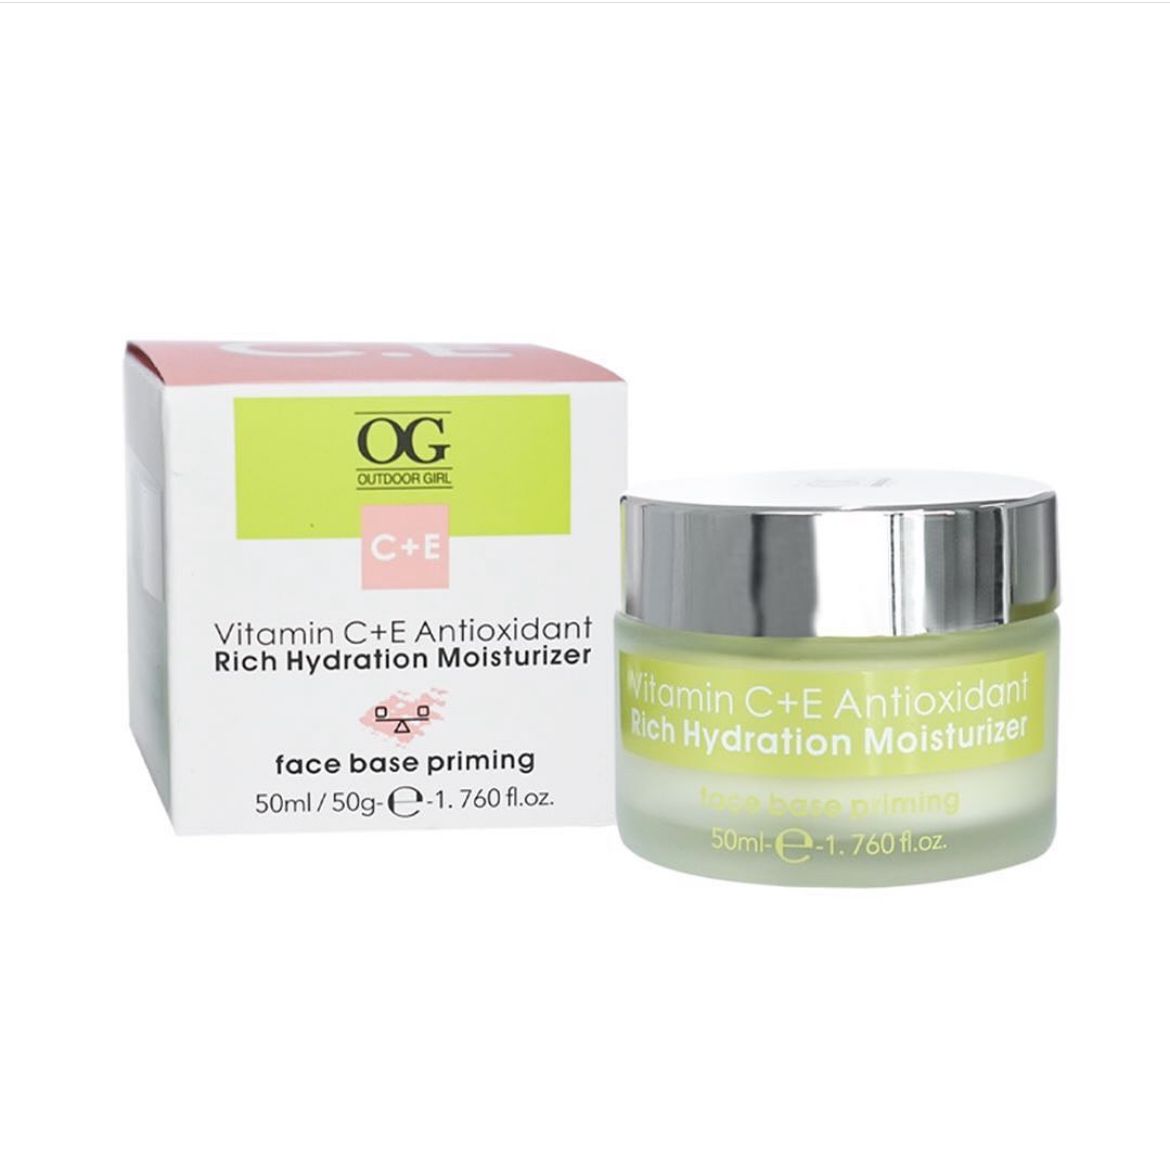 C+E
OG
OUTDOOR GIRL
C+E
Vitamin C+E Antioxidant
Rich Hydration Moisturizer
face base priming
50ml / 50g-℮-1. 760 fl.oz.
Vitamin C+E Antioxidant
Rich Hydration Moisturizer
face base priming
50ml-℮-1. 760 fl.oz.